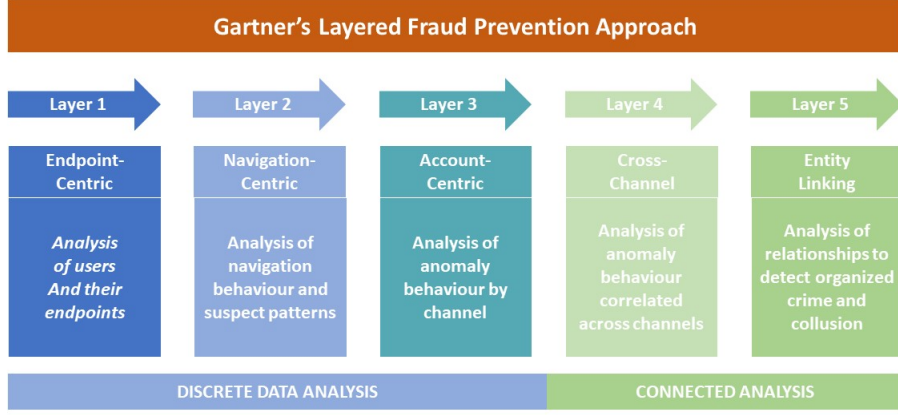 Gartner's Layered Fraud Prevention Approach
Layer 1
Layer 2
Layer 3
Layer 4
Layer 5
Endpoint-
Centric
Navigation-
Centric
Account-
Centric
Cross-
Channel
Entity
Linking
Analysis
of users
And their
endpoints
Analysis of
navigation
behaviour and
suspect patterns
Analysis of
anomaly
behaviour by
channel
Analysis of
anomaly
behaviour
correlated
across channels
Analysis of
relationships to
detect organized
crime and
collusion
DISCRETE DATA ANALYSIS
CONNECTED ANALYSIS